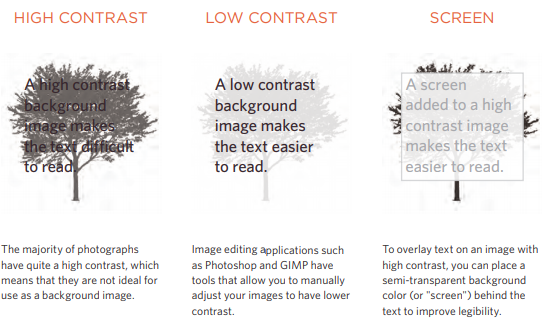 HIGH CONTRAST
A high contrast
background
image makes
the text difficult
to read.
The majority of photographs
have quite a high contrast, which
means that they are not ideal for
use as a background image.
LOW CONTRAST
A low contrast
background
image makes
the text easier
to read.
Image editing applications such
as Photoshop and GIMP have
tools that allow you to manually
adjust your images to have lower
contrast.
SCREEN
A screen
added to a high
contrast image
makes the text
easier to read.
To overlay text on an image with
high contrast, you can place a
semi-transparent background
color (or "screen") behind the
text to improve legibility.